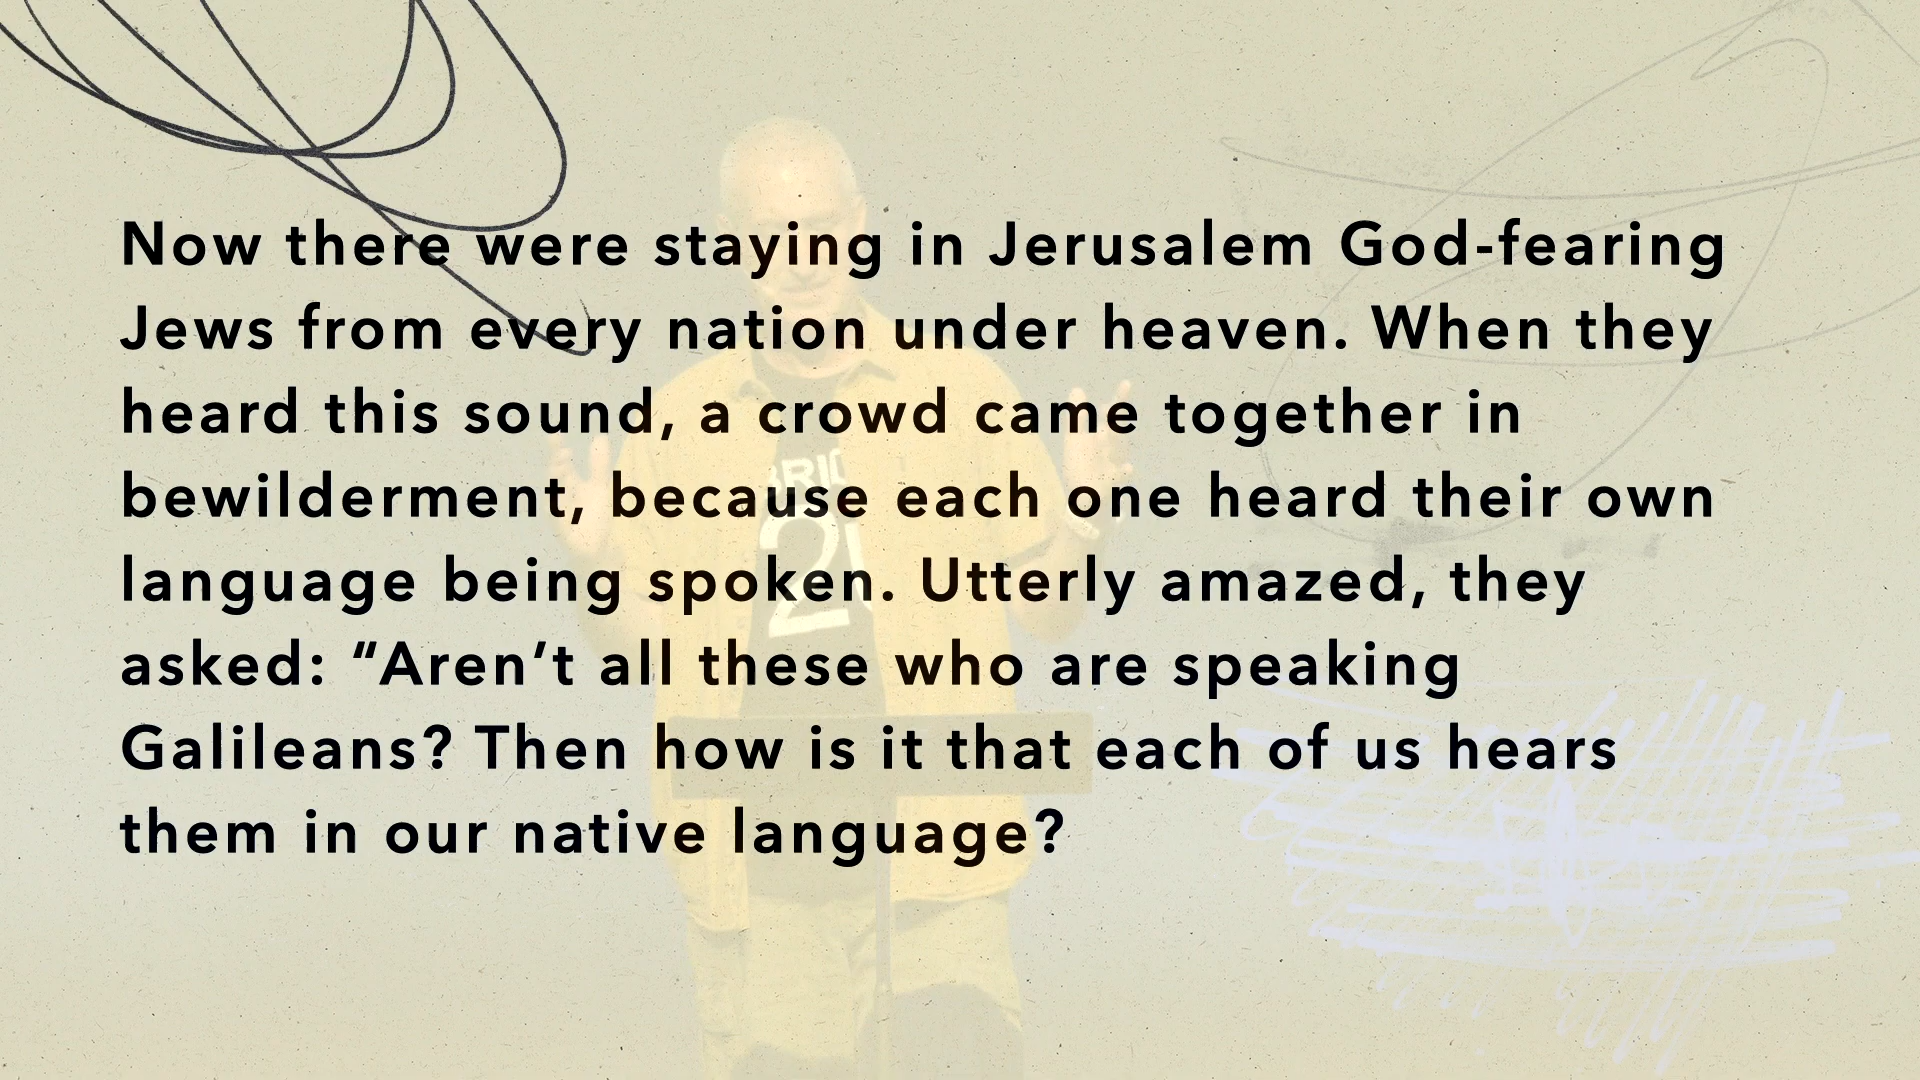 Now there were staying in Jerusalem God-fearing
Jews from every nation under heaven. When they
heard this sound, a crowd came together in
bewilderment, because each one heard their own
language being spoken. Utterly amazed, they
asked: “Aren’t all these who are speaking
Galileans? Then how is it that each of us hears
them in our native language?